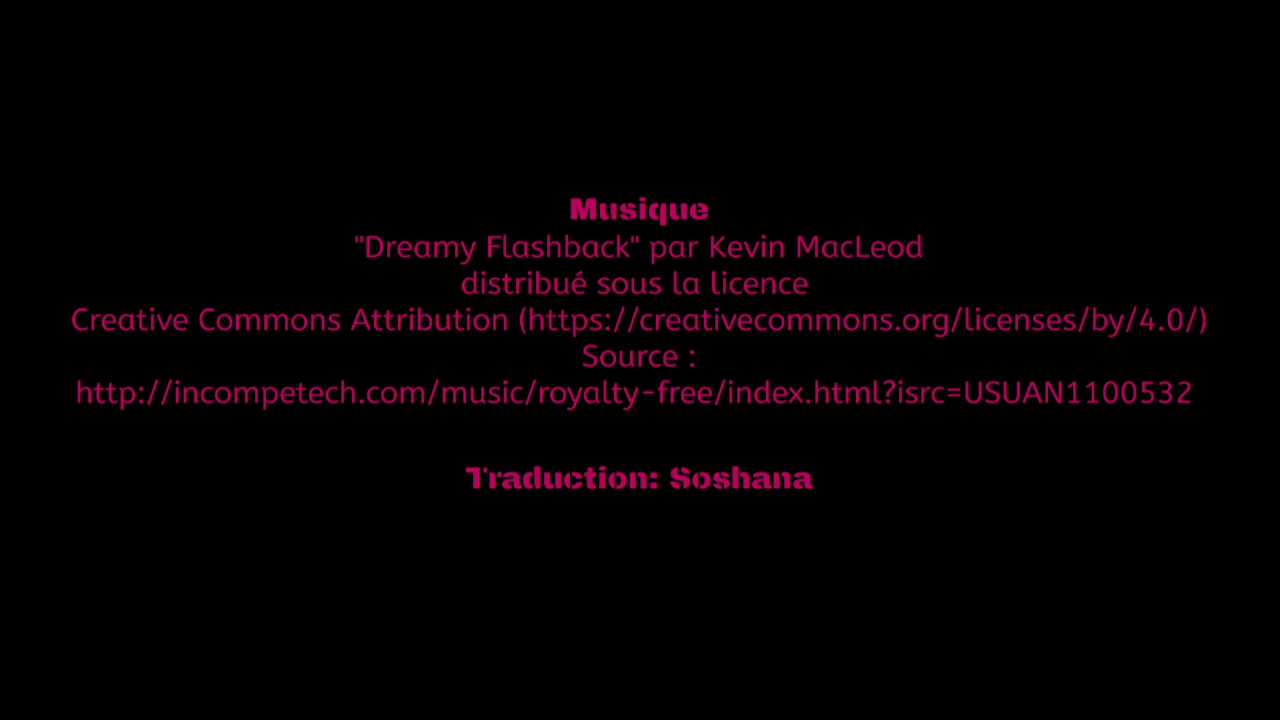 Musique
"Dreamy Flashback" par Kevin MacLeod
distribué sous la licence
Creative Commons Attribution (https://creativecommons.org/licenses/by/4.0/)
Source :
http://incompetech.com/music/royalty-free/index.html?isrc=USUAN1100532
Traduction: Soshana